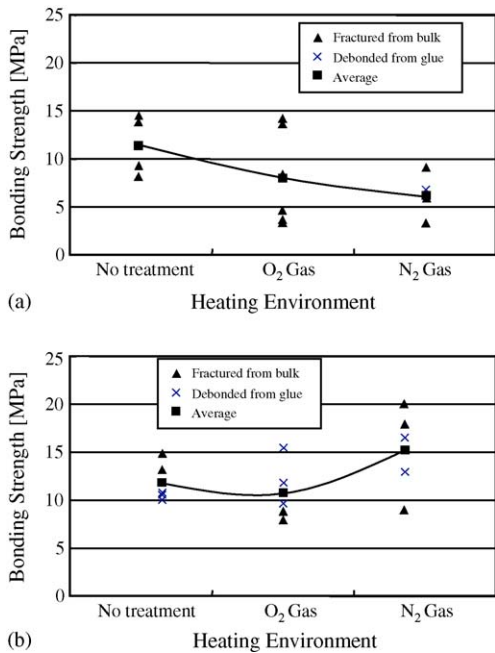 25
20
15
10
5
0
Bonding Strength [MPa]
Fractured from bulk
Debonded from glue
Average
No treatment O₂ Gas N₂ Gas
(a) Heating Environment
25
20
15
10
5
0
Bonding Strength [MPa]
Fractured from bulk
Debonded from glue
Average
No treatment O₂ Gas N₂ Gas
(b) Heating Environment